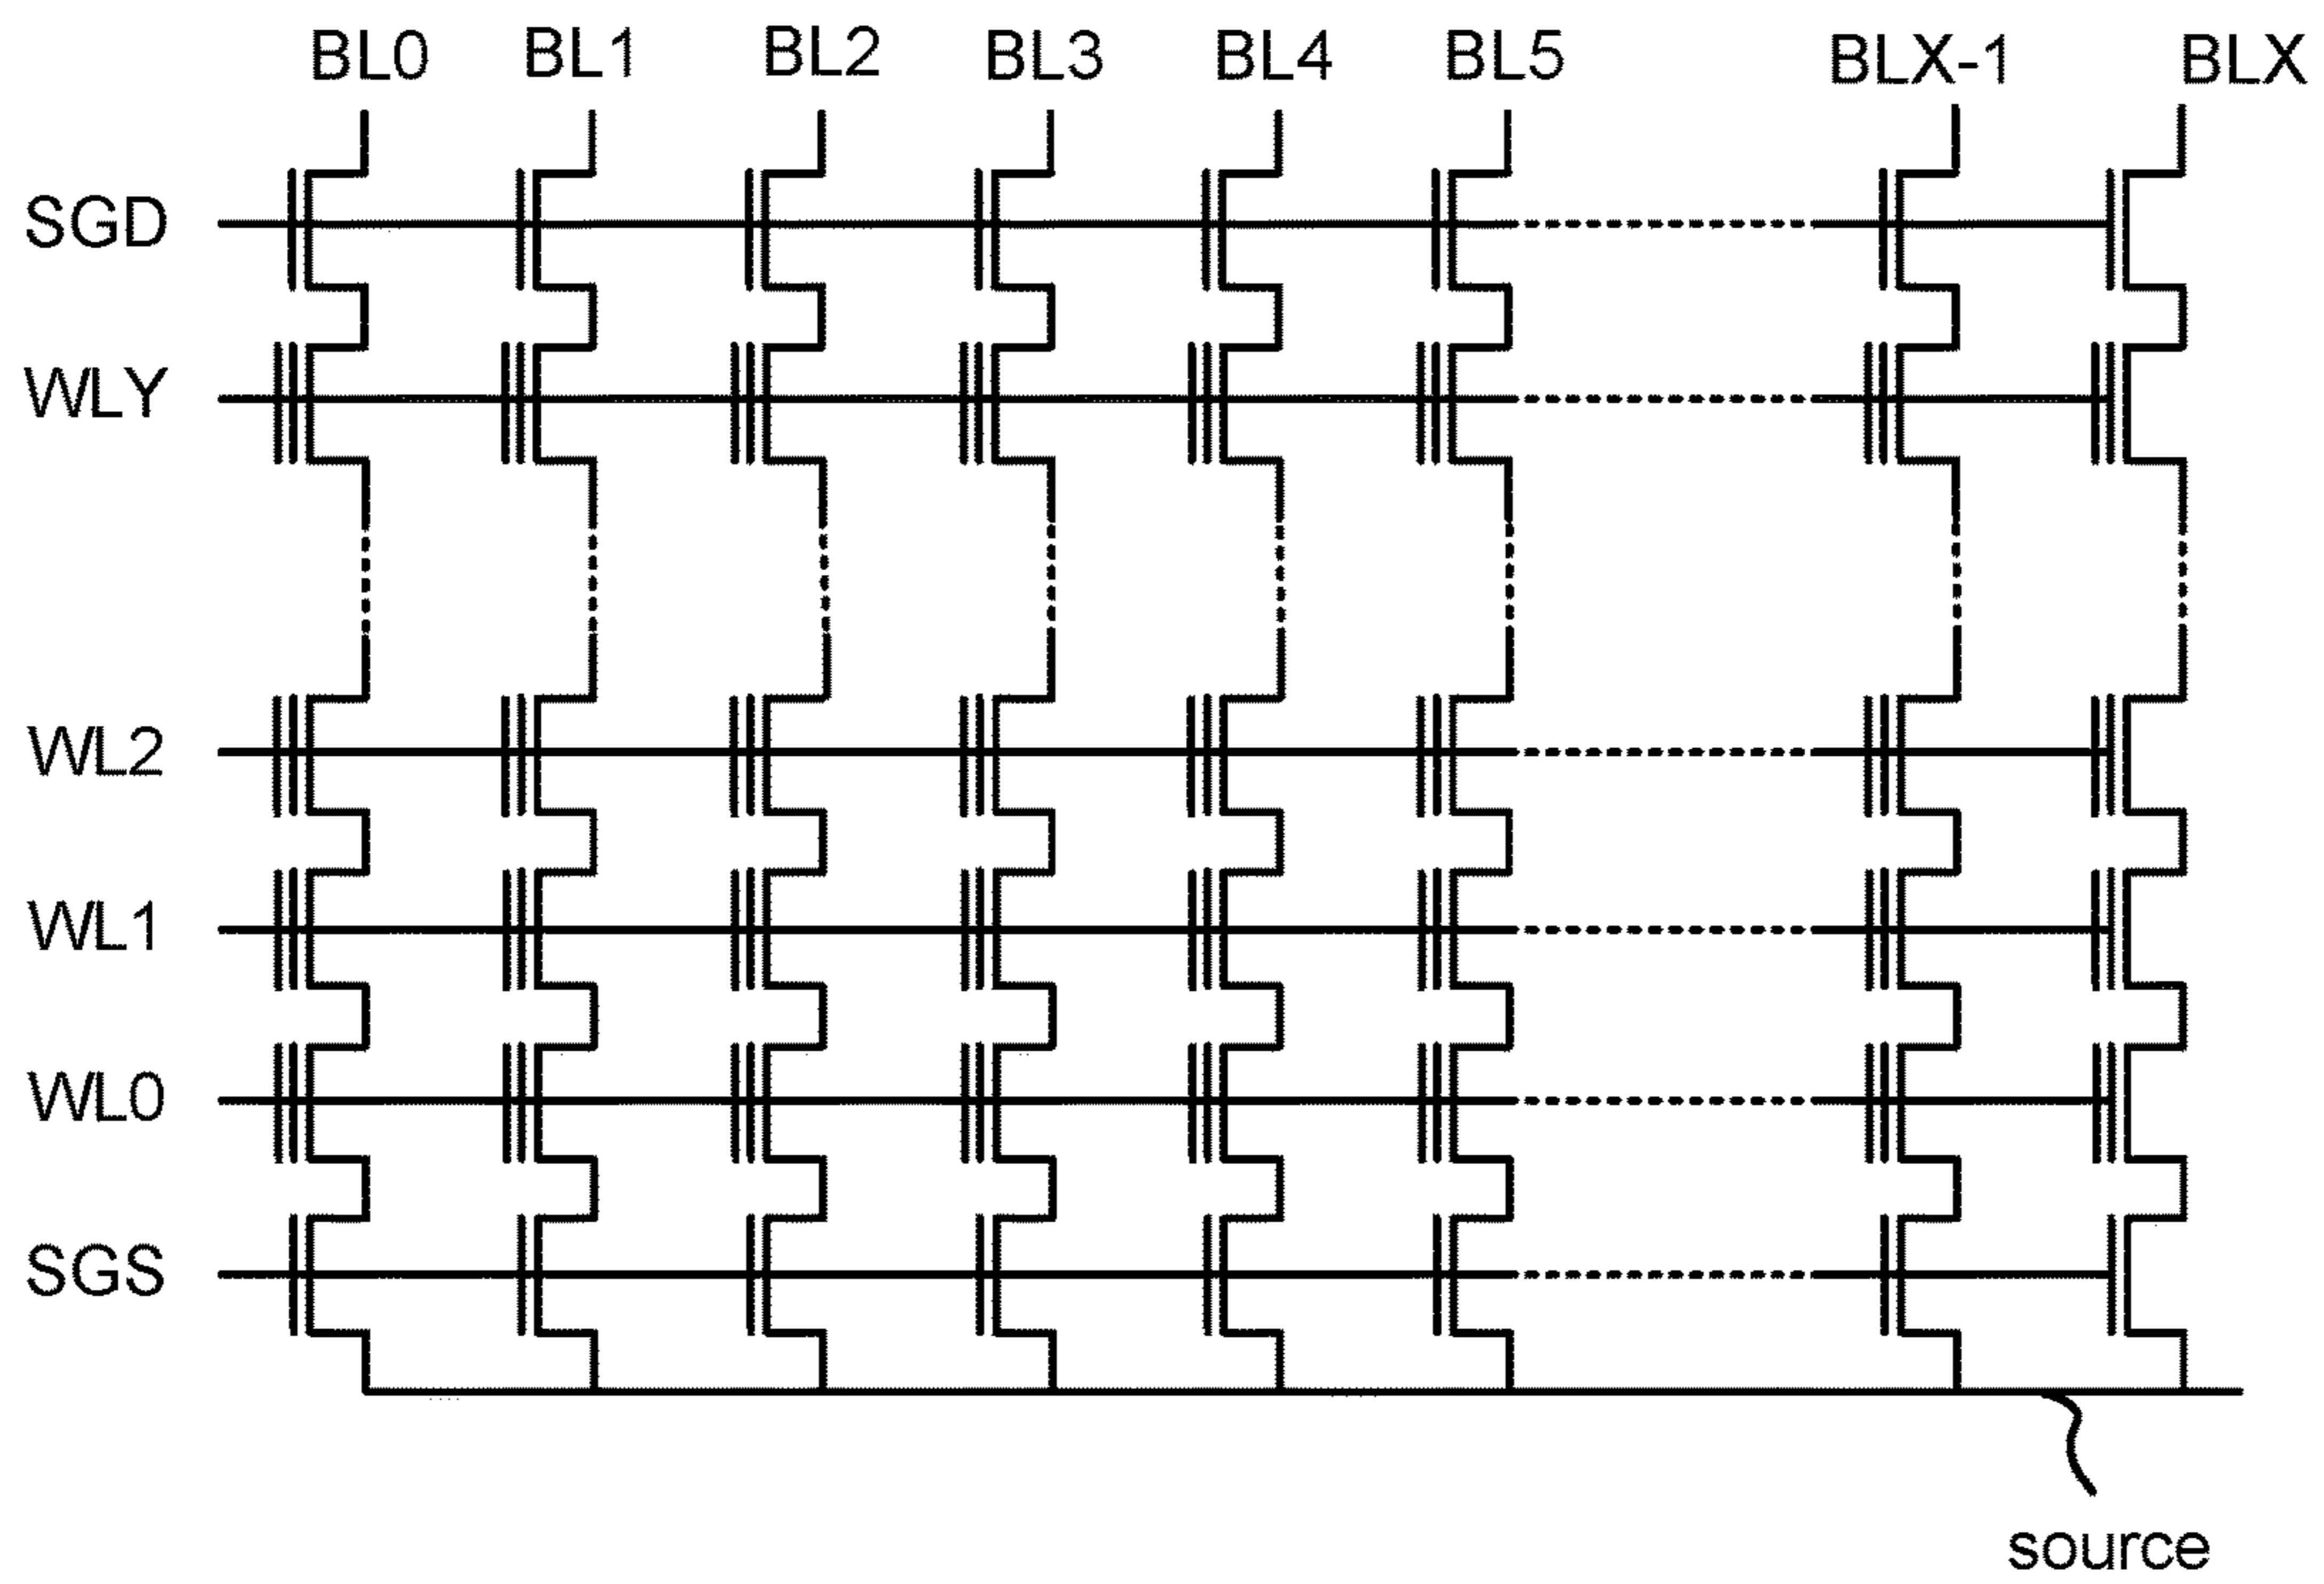 BL0 BL1 BL2 BL3 BL4 BL5 BLX-1 BLX
SGD
WLY
WL2
WL1
WL0
SGS
source